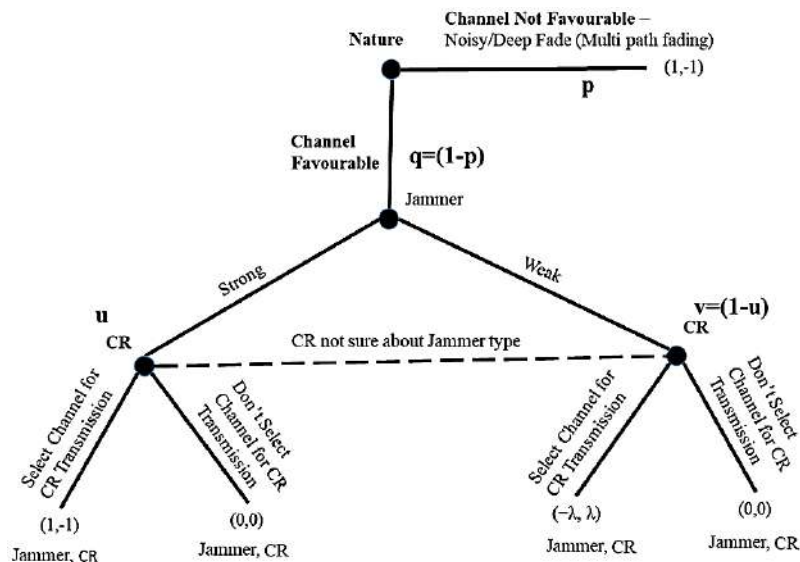 Channel Not Favourable –
Noisy/Deep Fade (Multi path fading)
Nature
(1,-1)
p
Channel
Favourable
q=(1-p)
Jammer
Strong
Weak
u
v=(1-u)
CR
CR
CR not sure about Jammer type
Select Channel for
CR Transmission
Don't Select
Channel for CR
Transmission
Select Channel for
CR Transmission
Don't Select
Channel for CR
Transmission
(1,-1)
(0,0)
(−λ, λ)
(0,0)
Jammer, CR
Jammer, CR
Jammer, CR
Jammer, CR